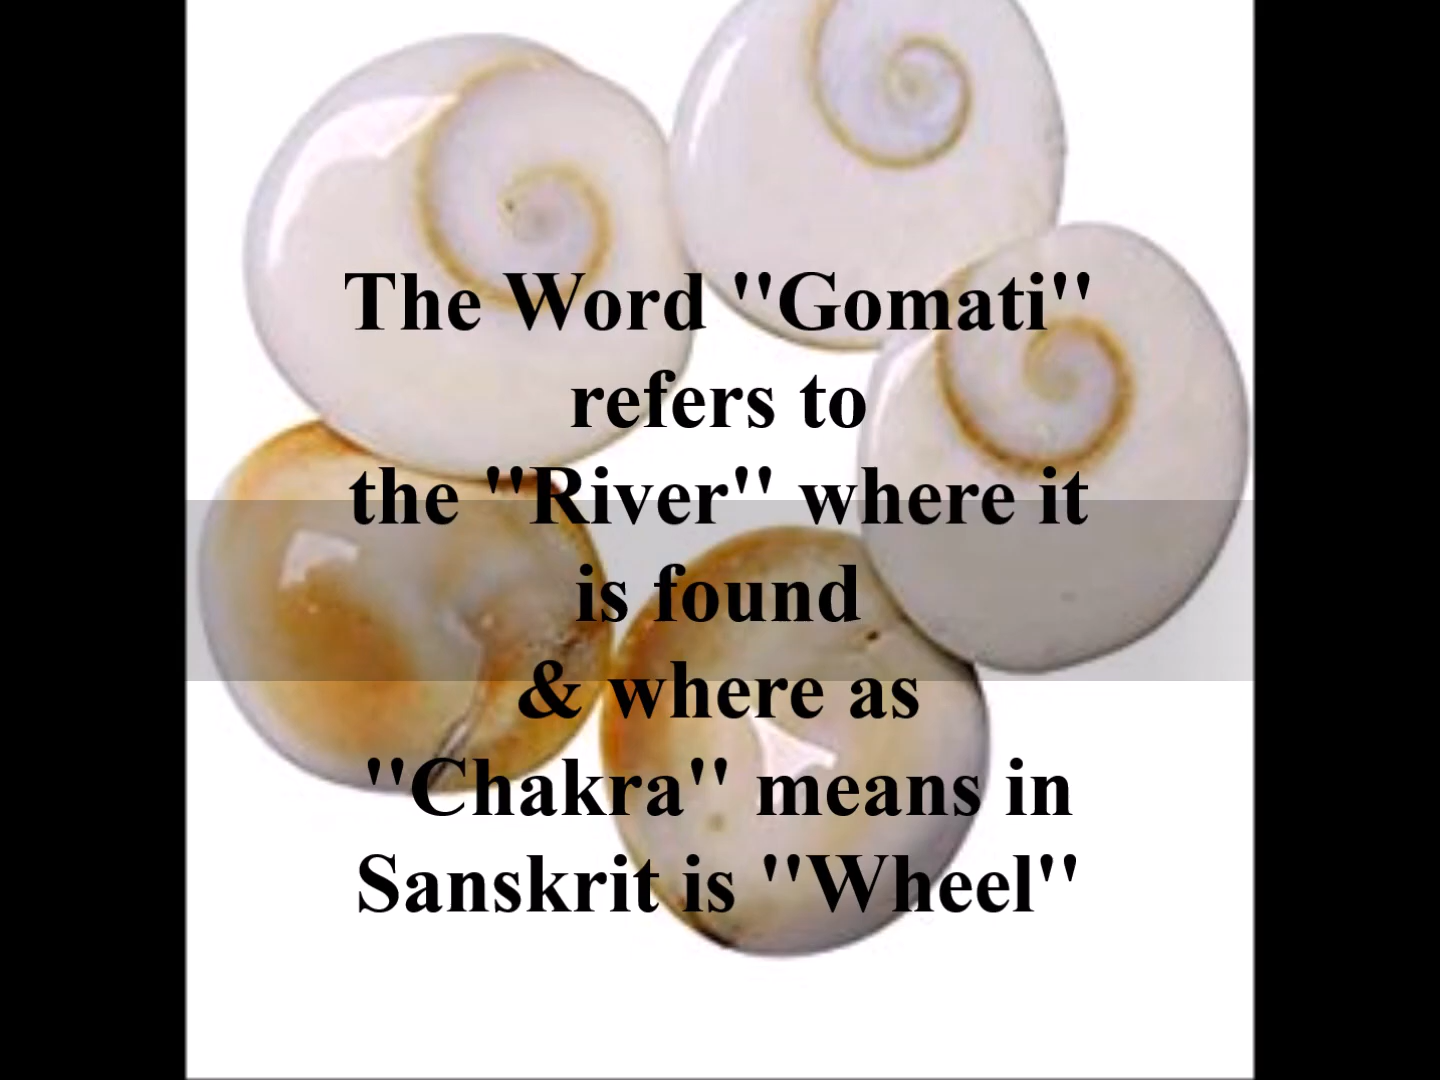 The Word "Gomati"
refers to
the "River" where it
is found
& where as
"Chakra" means in
Sanskrit is "Wheel"